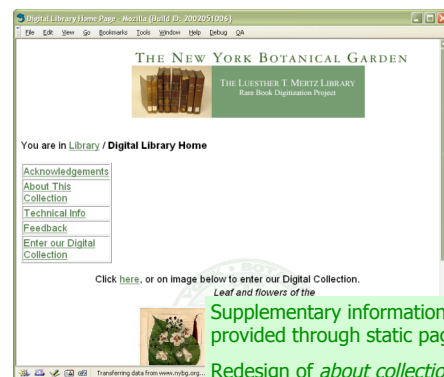 Digital Library Home Page - Mozilla {Build ID: 2002051006}
File Edit View Go Bookmarks Tools Window Help Debug QA
THE NEW YORK BOTANICAL GARDEN
THE LUESTHER T. MERTZ LIBRARY
Rare Book Digitization Project
You are in Library / Digital Library Home
Acknowledgements
About This
Collection
Technical Info
Feedback
Enter our Digital
Collection
Click here, or on image below to enter our Digital Collection.
Leaf and flowers of the
Supplementary information
provided through static
Redesign of about
Transferring data from www.nybg.org...